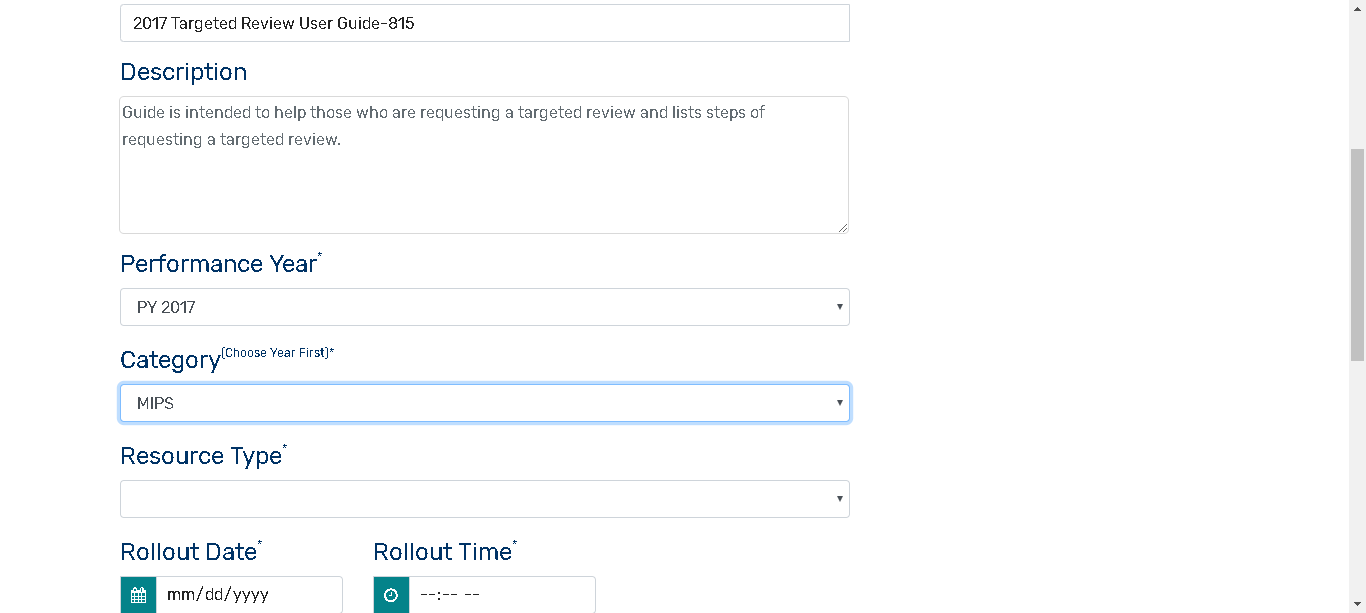 2017 Targeted Review User Guide-815
Description
Guide is intended to help those who are requesting a targeted review and lists steps of
requesting a targeted review.
Performance Year*
PY 2017
Category(Choose Year First)*
MIPS
Resource Type*
Rollout Date* Rollout Time*
mm/dd/yyyy --:-- --